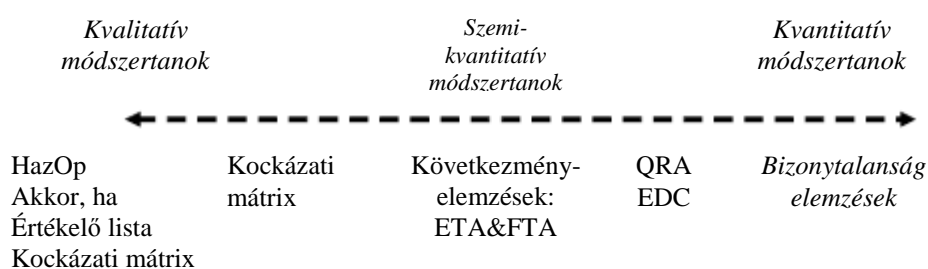 Kvalitatív
módszertanok
Szemi-
kvantitatív
módszertanok
Kvantitatív
módszertanok
HazOp
Akkor, ha
Értékelő lista
Kockázati mátrix
Kockázati
mátrix
Következmény-
elemzések:
ETA&FTA
QRA
EDC
Bizonytalanság
elemzések